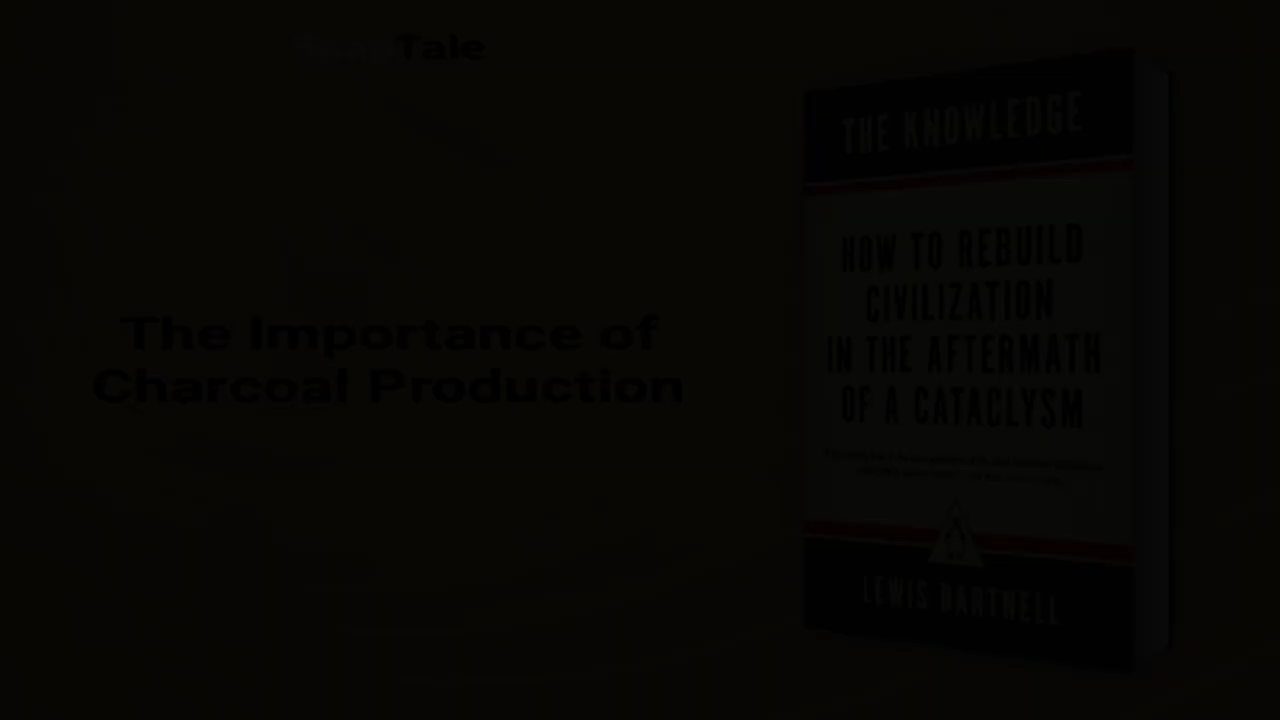 Tale
The Importance of
Charcoal Production
THE KNOWLEDGE
HOW TO REBUILD
CIVILIZATION
IN THE AFTERMATH
OF A CATACLYSM
LEWIS DARTNELL